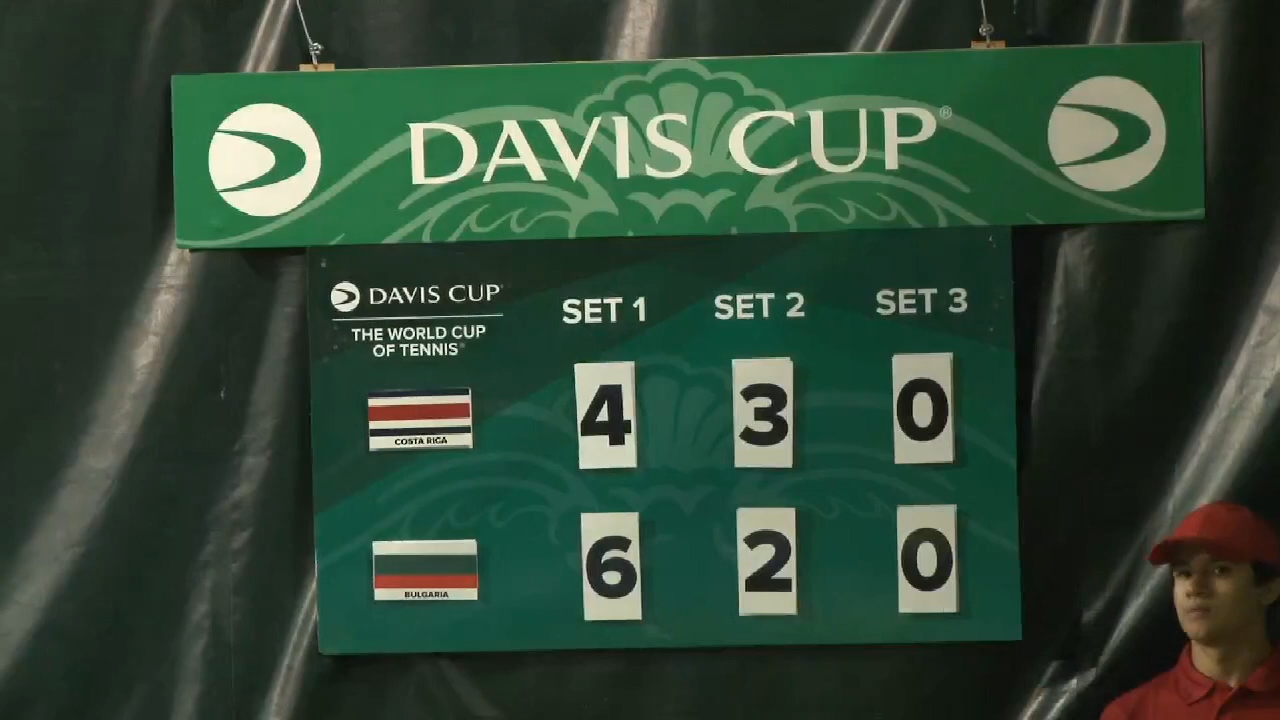 DAVIS CUP®
DAVIS CUP
THE WORLD CUP
OF TENNIS®
SET 1 SET 2 SET 3
COSTA RICA
4 3 0
BULGARIA
6 2 0